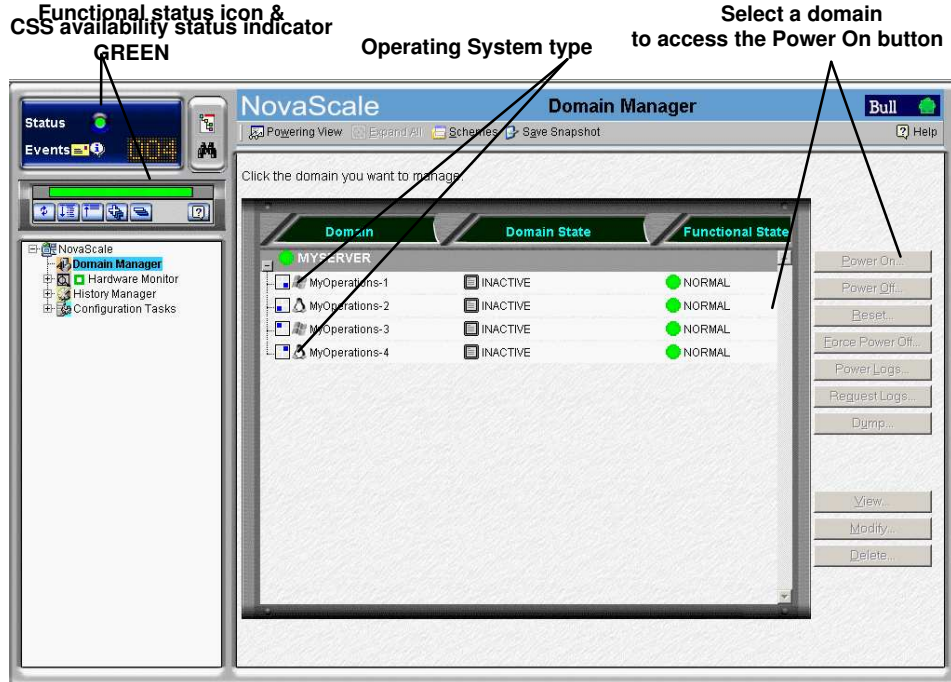 Functional status icon &
CSS availability status indicator
GREEN
Operating System type
Select a domain
to access the Power On button
Status
Events
004
NovaScale
Domain Manager
Bull
Powering View Expand All Schemes Save Snapshot
Help
Click the domain you want to manage.
NovaScale
Domain Manager
Hardware Monitor
History Manager
Configuration Tasks
Domain Domain State Functional State
MYSERVER
MyOperations-1 INACTIVE NORMAL
MyOperations-2 INACTIVE NORMAL
MyOperations-3 INACTIVE NORMAL
MyOperations-4 INACTIVE NORMAL
Power On...
Power Off...
Reset...
Force Power Off...
Power Logs...
Request Logs...
Dump...
View...
Modify...
Delete...